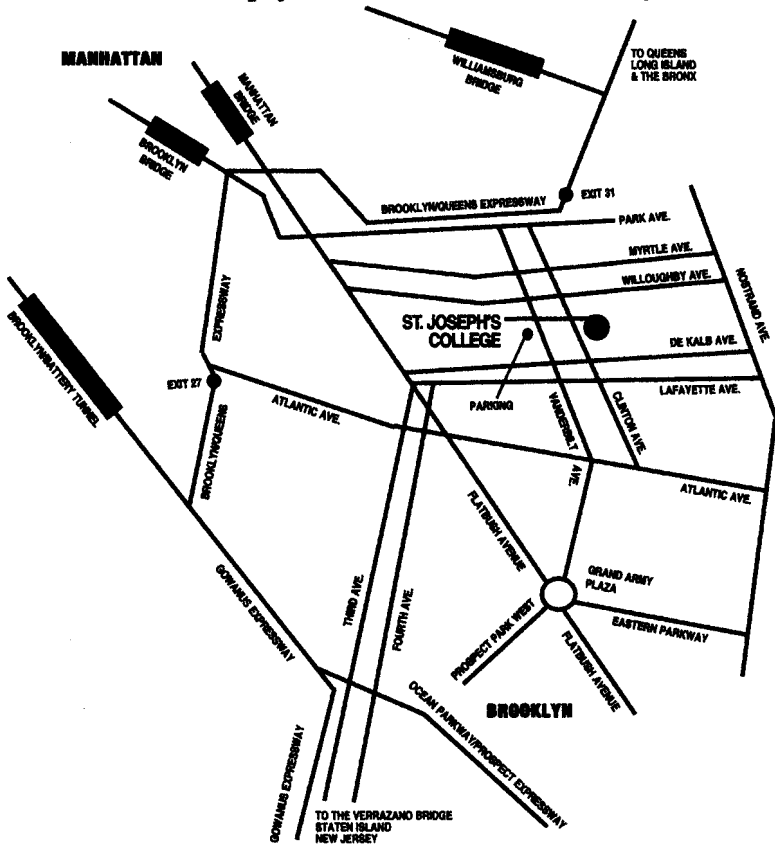 MANHATTAN
MANHATTAN
BRIDGE
WILLIAMSBURG
BRIDGE
TO QUEENS
LONG ISLAND
& THE BRONX
BROOKLYN
BRIDGE
BROOKLYN/QUEENS EXPRESSWAY
EXIT 31
PARK AVE.
MYRTLE AVE.
WILLOUGHBY AVE.
NOSTRAND AVE.
EXPRESSWAY
BROOKLYN/BATTERY TUNNEL
ST. JOSEPH'S
COLLEGE
DE KALB AVE.
EXIT 27
LAFAYETTE AVE.
PARKING
ATLANTIC AVE.
VANDERBILT
AVE.
CLINTON AVE.
BROOKLYN/QUEENS
ATLANTIC AVE.
FLATBUSH AVENUE
GRAND ARMY
PLAZA
GOWANUS EXPRESSWAY
THIRD AVE.
FOURTH AVE.
PROSPECT PARK WEST
EASTERN PARKWAY
FLATBUSH AVENUE
BROOKLYN
OCEAN PARKWAY/PROSPECT EXPRESSWAY
GOWANUS EXPRESSWAY
TO THE VERRAZANO BRIDGE
STATEN ISLAND
NEW JERSEY